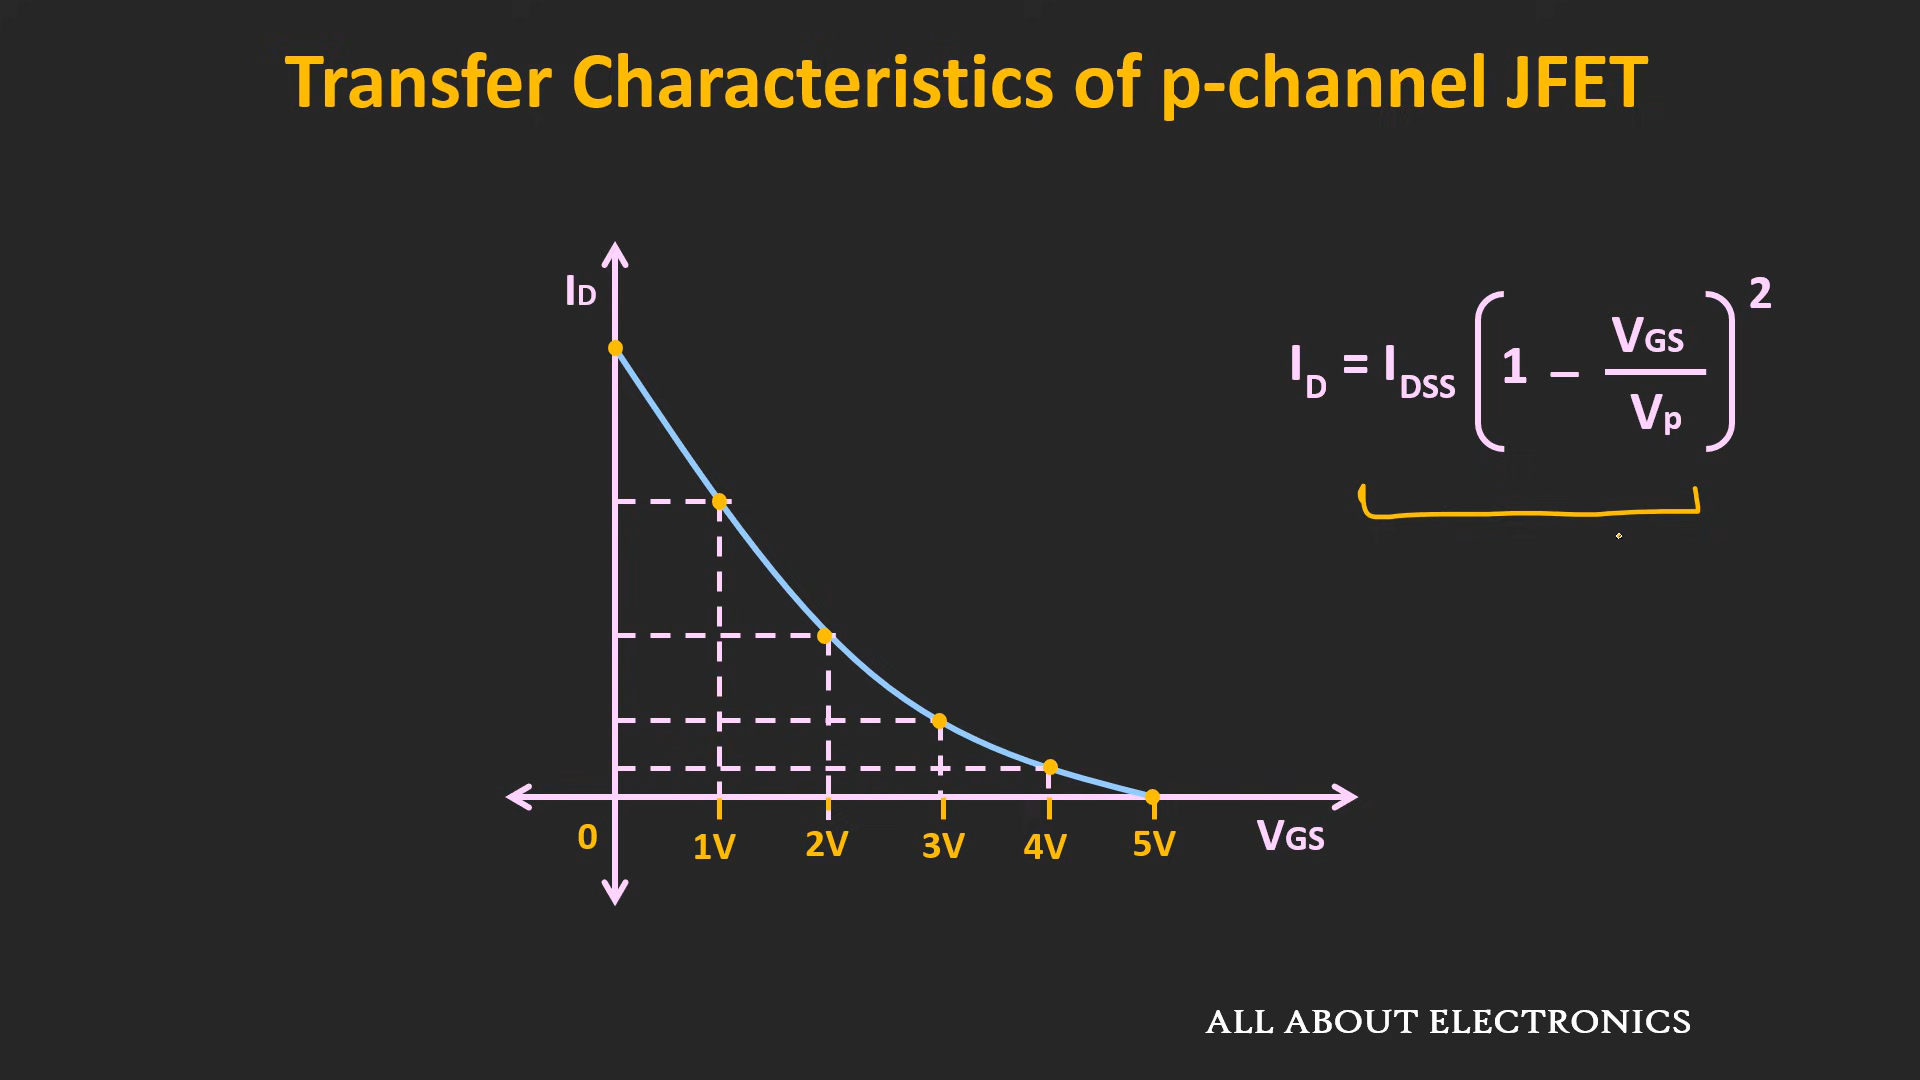 Transfer Characteristics of p-channel JFET
ID
ID = IDSS ( 1 – VGS / Vp )2
0
1V 2V 3V 4V 5V
VGS
ALL ABOUT ELECTRONICS